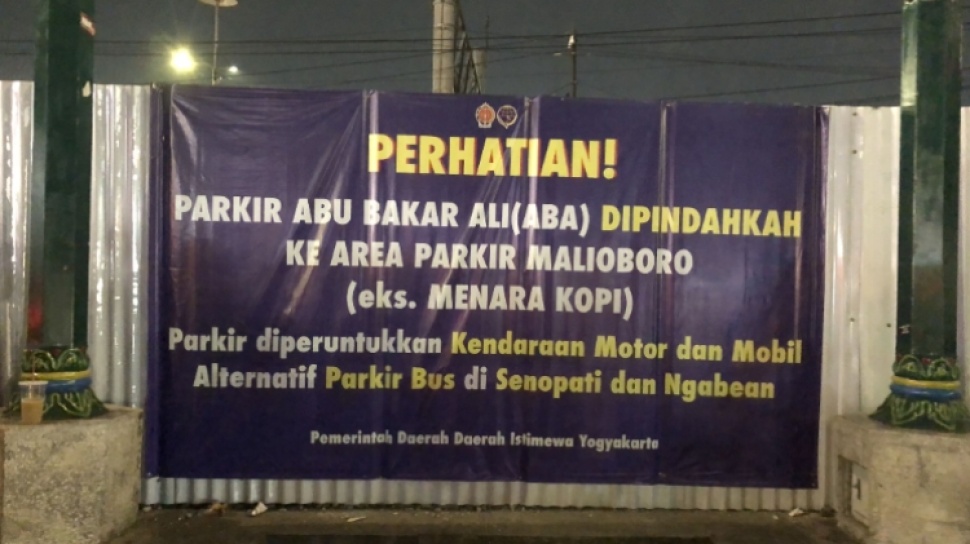 PERHATIAN!
PARKIR ABU BAKAR ALI(ABA) DIPINDAHKAH
KE AREA PARKIR MALIOBORO
(eks. MENARA KOPI)
Parkir diperuntukkan Kendaraan Motor dan Mobil
Alternatif Parkir Bus di Senopati dan Ngabean
Pemerintah Daerah Daerah Istimewa Yogyakarta